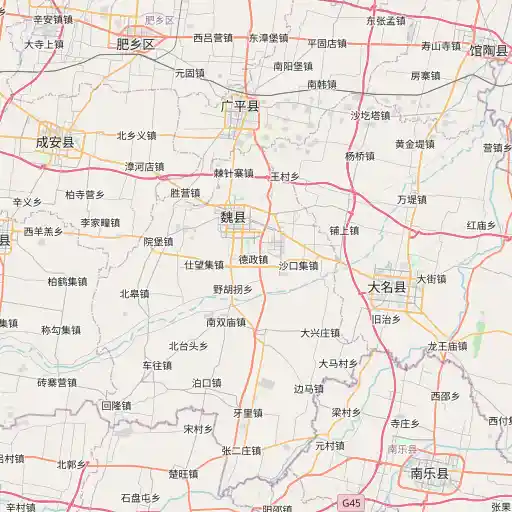 辛安镇镇
肥乡区
肥乡区
东张孟镇
大寺上镇
西吕营镇
东漳堡镇
平固店镇
寿山寺镇
馆陶县
元固镇
南阳堡镇
南韩镇
房寨镇
广平县
沙圪塔镇
成安县
北乡义镇
黄金堤镇
营镇乡
杨桥镇
漳河店镇
棘针寨镇
王村乡
辛义乡
柏寺营乡
胜营镇
万堤镇
李家疃镇
魏县
红庙乡
西羊羔乡
院堡镇
铺上镇
县
仕望集镇
德政镇
沙口集镇
大街镇
柏鹤集乡
北皋镇
野胡拐乡
大名县
称勾集镇
南双庙镇
旧治乡
大兴庄镇
北台头乡
龙王庙镇
车往镇
大马村乡
砖寨营镇
泊口镇
边马镇
西邵乡
回隆镇
牙里镇
梁村乡
宋村乡
寺庄乡
西付集
吕村镇
北郭乡
张二庄镇
元村镇
南乐县
楚旺镇
南乐县
石盘屯乡
辛村镇
阴邵镇
G45
张果